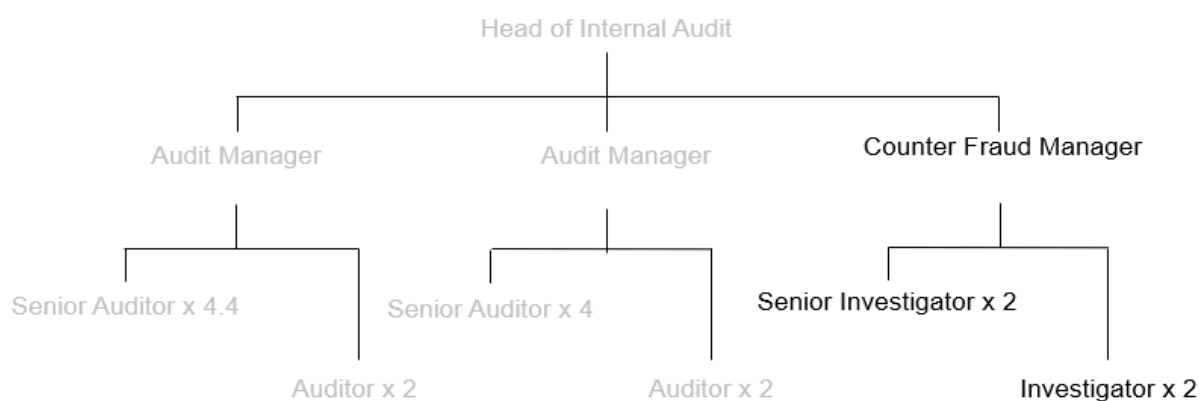 Head of Internal Audit
Audit Manager
Audit Manager
Counter Fraud Manager
Senior Auditor x 4.4
Senior Auditor x 4
Senior Investigator x 2
Auditor x 2
Auditor x 2
Investigator x 2